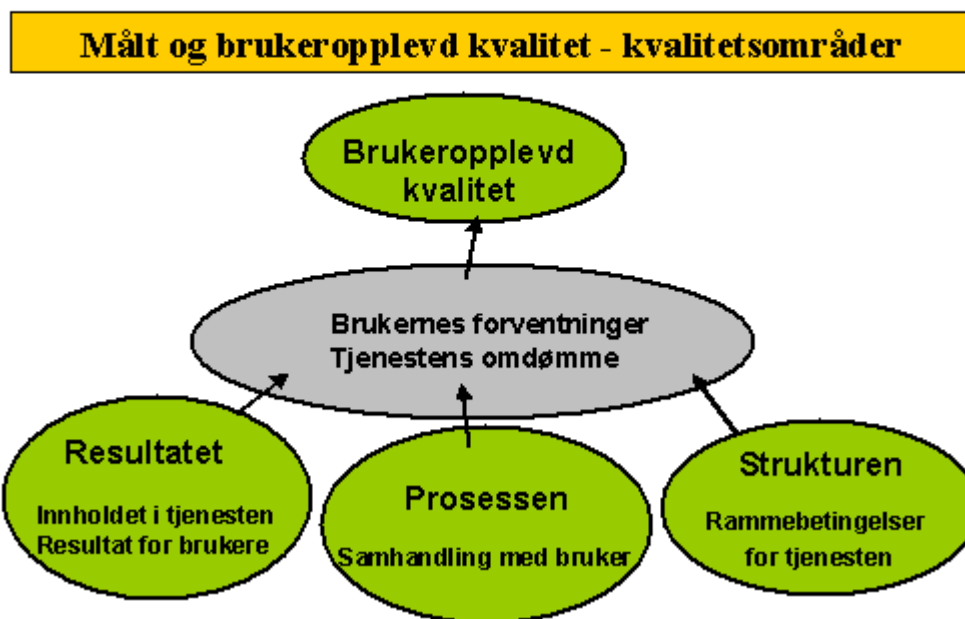 Målt og brukeropplevd kvalitet - kvalitetsområder
Brukeropplevd
kvalitet
Brukernes forventninger
Tjenestens omdømme
Resultatet
Innholdet i tjenesten
Resultat for brukere
Prosessen
Samhandling med bruker
Strukturen
Rammebetingelser
for tjenesten